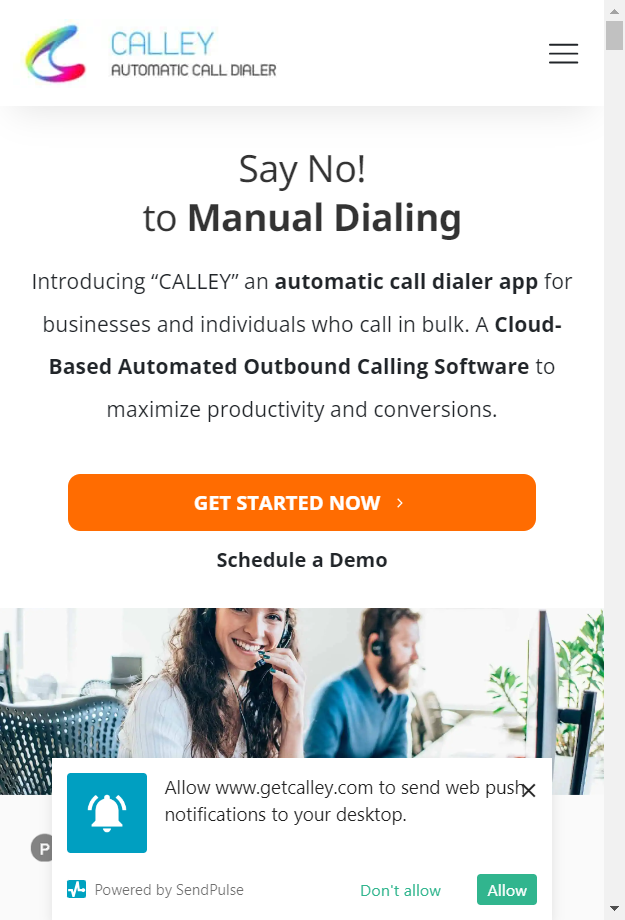 CALLEY
AUTOMATIC CALL DIALER
Say No!
to Manual Dialing
Introducing “CALLEY” an automatic call dialer app for
businesses and individuals who call in bulk. A Cloud-
Based Automated Outbound Calling Software to
maximize productivity and conversions.
GET STARTED NOW
Schedule a Demo
Allow www.getcalley.com to send web push
notifications to your desktop.
P
Powered by SendPulse
Don't allow
Allow